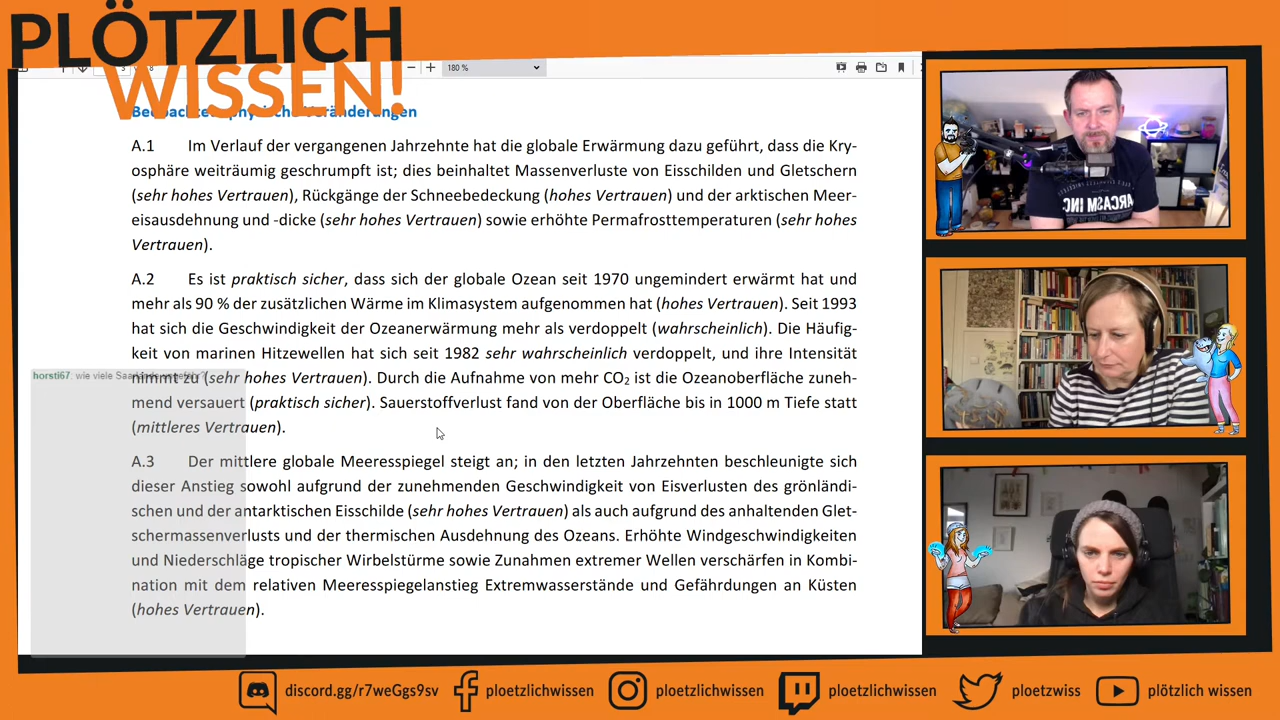 PLÖTZLICH
WISSEN!
180 %
Veränderungen
A.1 Im Verlauf der vergangenen Jahrzehnte hat die globale Erwärmung dazu geführt, dass die Kry-
osphäre weiträumig geschrumpft ist; dies beinhaltet Massenverluste von Eisschilden und Gletschern
(sehr hohes Vertrauen), Rückgänge der Schneebedeckung (hohes Vertrauen) und der arktischen Meer-
eisausdehnung und -dicke (sehr hohes Vertrauen) sowie erhöhte Permafrosttemperaturen (sehr hohes
Vertrauen).
A.2 Es ist praktisch sicher, dass sich der globale Ozean seit 1970 ungemindert erwärmt hat und
mehr als 90 % der zusätzlichen Wärme im Klimasystem aufgenommen hat (hohes Vertrauen). Seit 1993
hat sich die Geschwindigkeit der Ozeanerwärmung mehr als verdoppelt (wahrscheinlich). Die Häufig-
keit von marinen Hitzewellen hat sich seit 1982 sehr wahrscheinlich verdoppelt, und ihre Intensität
horsti67: wie viele
nimmt zu (sehr hohes Vertrauen). Durch die Aufnahme von mehr CO₂ ist die Ozeanoberfläche zuneh-
mend versauert (praktisch sicher). Sauerstoffverlust fand von der Oberfläche bis in 1000 m Tiefe statt
(mittleres Vertrauen).
A.3 Der mittlere globale Meeresspiegel steigt an; in den letzten Jahrzehnten beschleunigte sich
dieser Anstieg sowohl aufgrund der zunehmenden Geschwindigkeit von Eisverlusten des grönländi-
schen und der antarktischen Eisschilde (sehr hohes Vertrauen) als auch aufgrund des anhaltenden Glet-
schermassenverlusts und der thermischen Ausdehnung des Ozeans. Erhöhte Windgeschwindigkeiten
und Niederschläge tropischer Wirbelstürme sowie Zunahmen extremer Wellen verschärfen in Kombi-
nation mit dem relativen Meeresspiegelanstieg Extremwasserstände und Gefährdungen an Küsten
(hohes Vertrauen).
ARCASM INC
discord.gg/r7weGgs9sv
ploetzlichwissen
ploetzlichwissen
ploetzlichwissen
ploetzwiss
plötzlich wissen